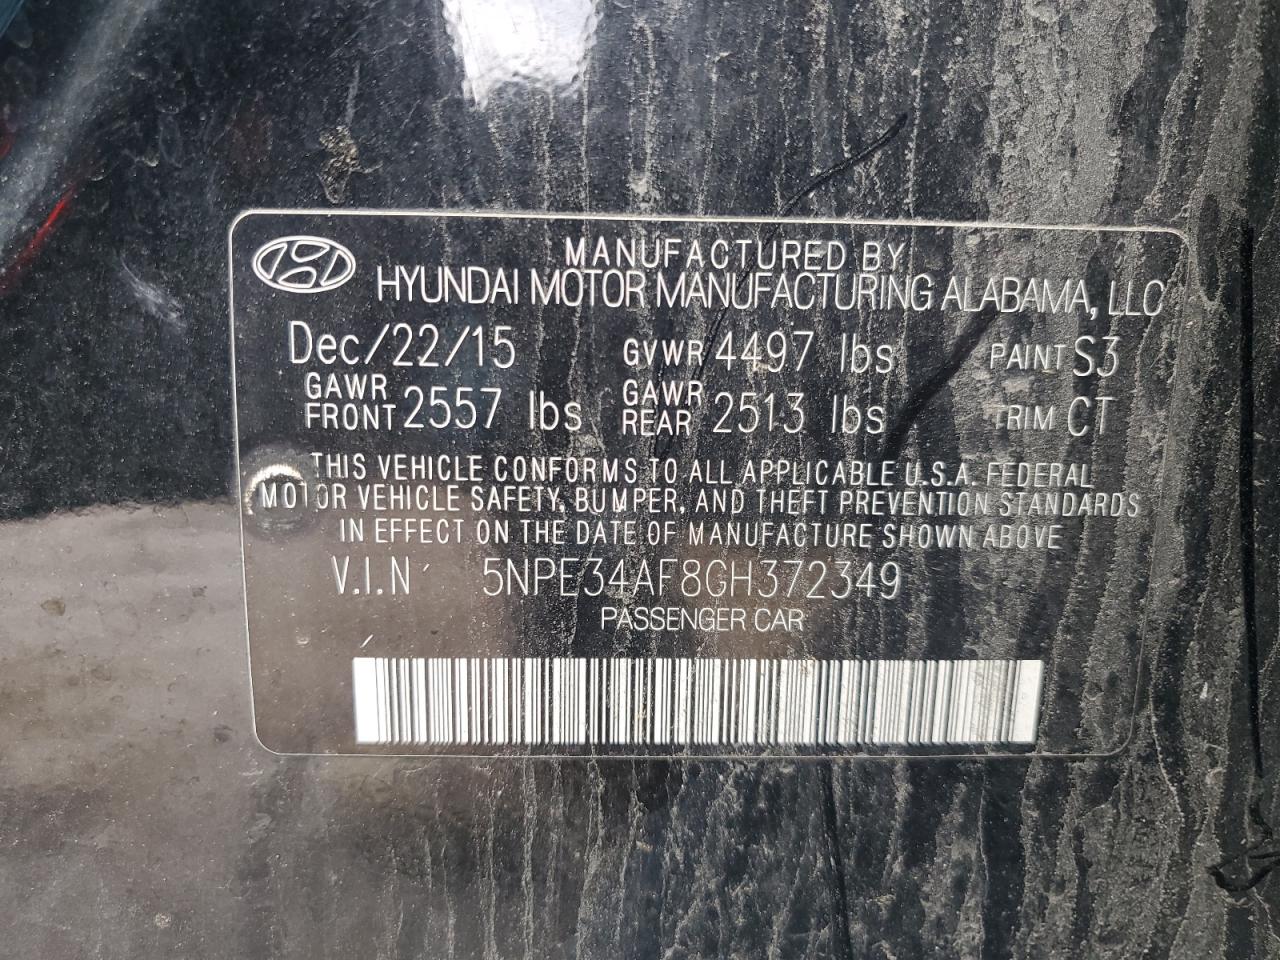 MANUFACTURED BY
HYUNDAI MOTOR MANUFACTURING ALABAMA, LLC
Dec/22/15 GVWR 4497 lbs PAINT S3
GAWR FRONT 2557 lbs GAWR REAR 2513 lbs TRIM CT
THIS VEHICLE CONFORMS TO ALL APPLICABLE U.S.A. FEDERAL
MOTOR VEHICLE SAFETY, BUMPER, AND THEFT PREVENTION STANDARDS
IN EFFECT ON THE DATE OF MANUFACTURE SHOWN ABOVE
V.I.N 5NPE34AF8GH372349
PASSENGER CAR